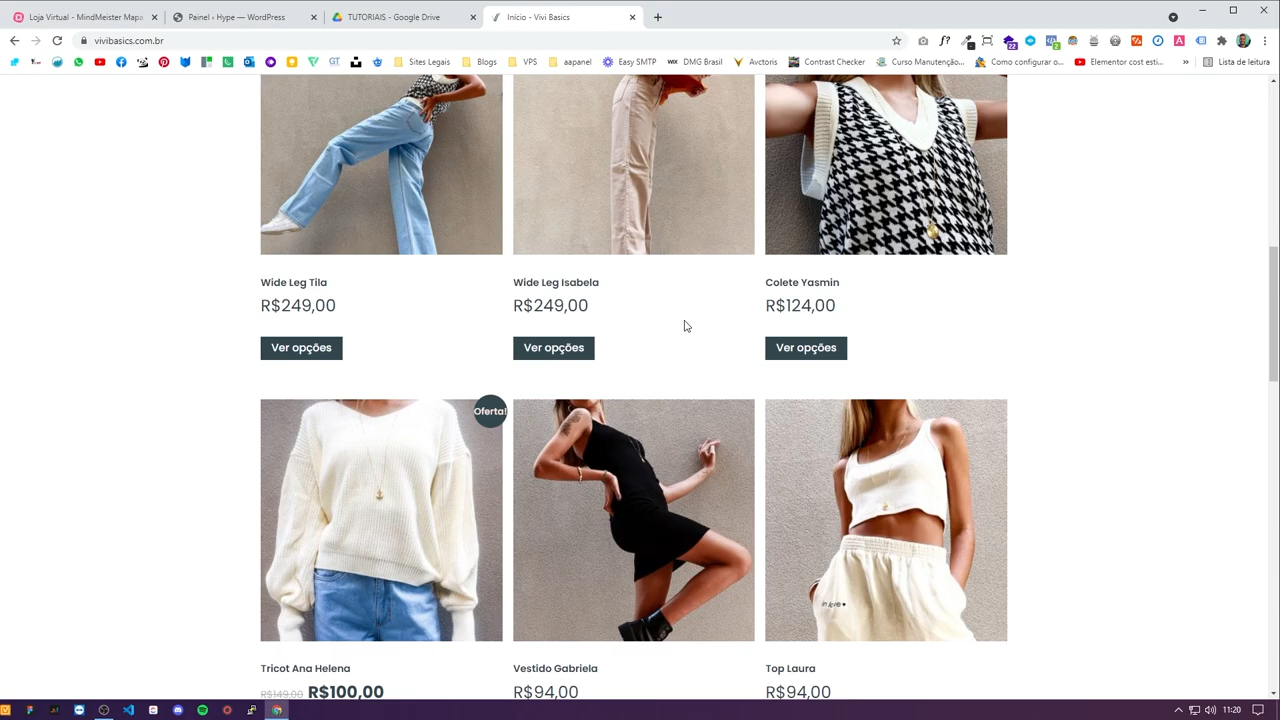 Loja Virtual - MindMeister Mapa
Painel ‹ Hype — WordPress
TUTORIAIS - Google Drive
Início - Vivi Basics
vivibasics.com.br
Sites Legais
Blogs
VPS
aapanel
Easy SMTP
DMG Brasil
Avctoris
Contrast Checker
Curso Manutenção...
Como configurar o...
Elementor cost esti...
»
Lista de leitura
Wide Leg Tila
Wide Leg Isabela
Colete Yasmin
R$249,00
R$249,00
R$124,00
Ver opções
Ver opções
Ver opções
Oferta!
in love ♥
Tricot Ana Helena
Vestido Gabriela
Top Laura
R$149,00 R$100,00
R$94,00
R$94,00
11:20